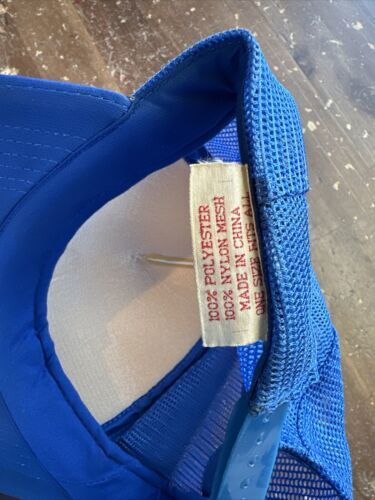 100% POLYESTER
100% NYLON MESH
MADE IN CHINA
ONE SIZE FITS ALL